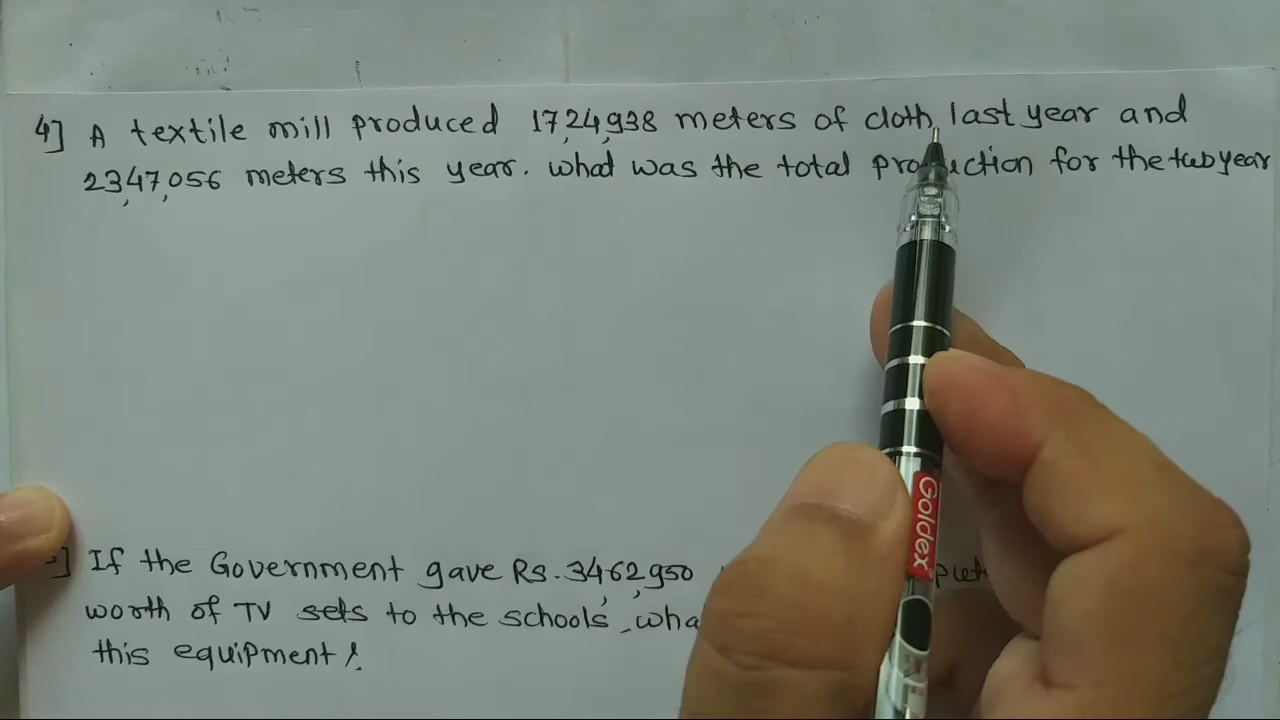 4] A textile mill produced 17,24,938 meters of cloth last year and
23,47,056 meters this year. what was the total production for the two year
If the Government gave Rs. 34,62,950
worth of TV sets to the schools,
this equipment?
Goldex